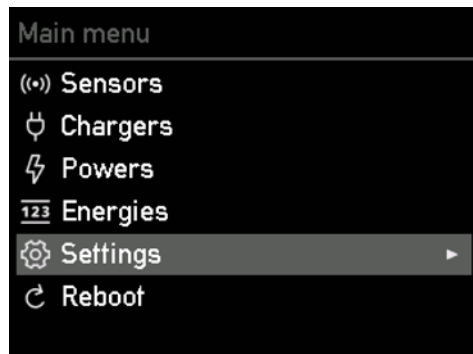 Main menu
Sensors
Chargers
Powers
123 Energies
Settings
Reboot